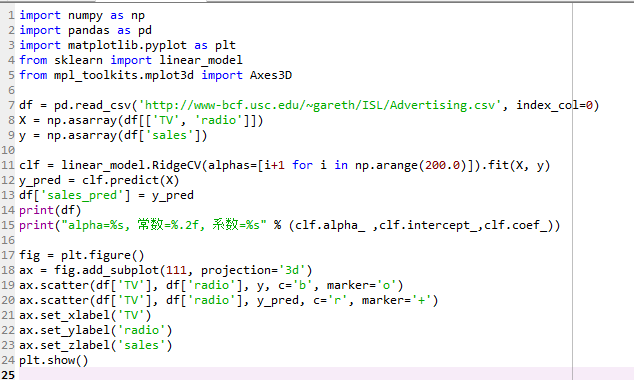 1 import numpy as np
2 import pandas as pd
3 import matplotlib.pyplot as plt
4 from sklearn import linear_model
5 from mpl_toolkits.mplot3d import Axes3D
6
7 df = pd.read_csv('http://www-bcf.usc.edu/~gareth/ISL/Advertising.csv', index_col=0)
8 X = np.asarray(df[['TV', 'radio']])
9 y = np.asarray(df['sales'])
10
11 clf = linear_model.RidgeCV(alphas=[i+1 for i in np.arange(200.0)]).fit(X, y)
12 y_pred = clf.predict(X)
13 df['sales_pred'] = y_pred
14 print(df)
15 print("alpha=%s, 常数=%.2f, 系数=%s" % (clf.alpha_ ,clf.intercept_,clf.coef_))
16
17 fig = plt.figure()
18 ax = fig.add_subplot(111, projection='3d')
19 ax.scatter(df['TV'], df['radio'], y, c='b', marker='o')
20 ax.scatter(df['TV'], df['radio'], y_pred, c='r', marker='+')
21 ax.set_xlabel('TV')
22 ax.set_ylabel('radio')
23 ax.set_zlabel('sales')
24 plt.show()
25